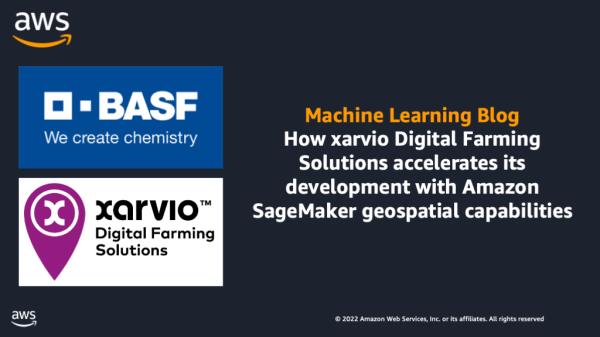 aws
BASF
We create chemistry
xarvio™
Digital Farming
Solutions
Machine Learning Blog
How xarvio Digital Farming
Solutions accelerates its
development with Amazon
SageMaker geospatial capabilities
aws
© 2022 Amazon Web Services, Inc. or its affiliates. All rights reserved